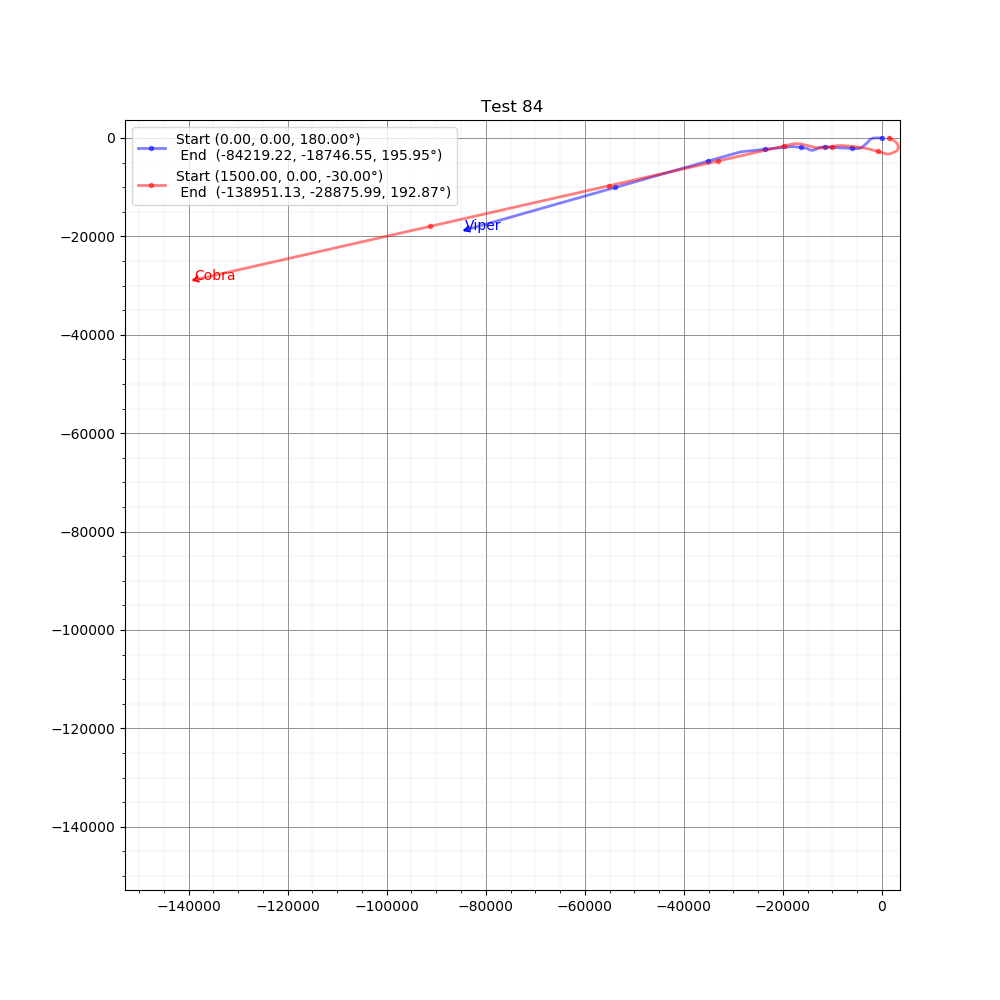 Test 84
Start (0.00, 0.00, 180.00°)
End (-84219.22, -18746.55, 195.95°)
Start (1500.00, 0.00, -30.00°)
End (-138951.13, -28875.99, 192.87°)
0
−20000
−40000
−60000
−80000
−100000
−120000
−140000
Viper
Cobra
−140000 −120000 −100000 −80000 −60000 −40000 −20000 0